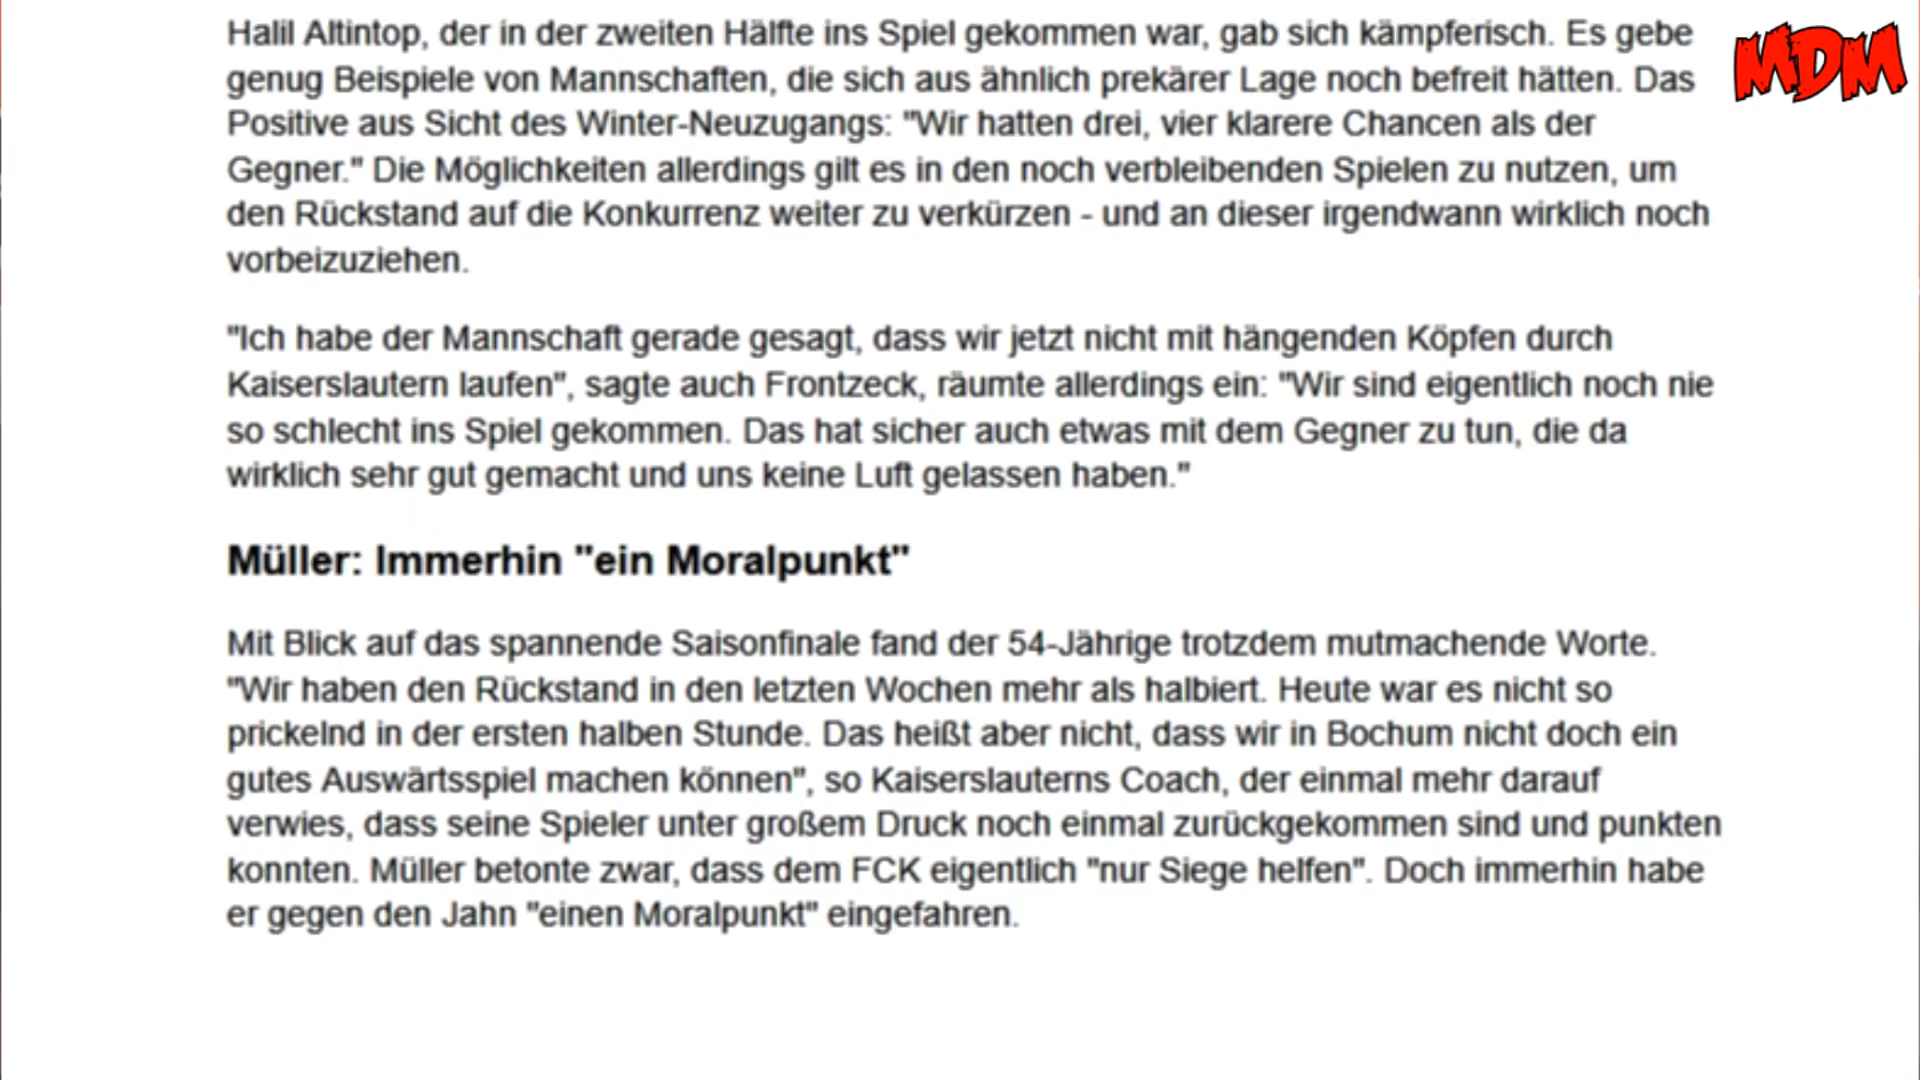 Halil Altintop, der in der zweiten Hälfte ins Spiel gekommen war, gab sich kämpferisch. Es gebe
genug Beispiele von Mannschaften, die sich aus ähnlich prekärer Lage noch befreit hätten. Das
Positive aus Sicht des Winter-Neuzugangs: "Wir hatten drei, vier klarere Chancen als der
Gegner." Die Möglichkeiten allerdings gilt es in den noch verbleibenden Spielen zu nutzen, um
den Rückstand auf die Konkurrenz weiter zu verkürzen - und an dieser irgendwann wirklich noch
vorbeizuziehen.
"Ich habe der Mannschaft gerade gesagt, dass wir jetzt nicht mit hängenden Köpfen durch
Kaiserslautern laufen", sagte auch Frontzeck, räumte allerdings ein: "Wir sind eigentlich noch nie
so schlecht ins Spiel gekommen. Das hat sicher auch etwas mit dem Gegner zu tun, die da
wirklich sehr gut gemacht und uns keine Luft gelassen haben."
Müller: Immerhin "ein Moralpunkt"
Mit Blick auf das spannende Saisonfinale fand der 54-Jährige trotzdem mutmachende Worte.
"Wir haben den Rückstand in den letzten Wochen mehr als halbiert. Heute war es nicht so
prickelnd in der ersten halben Stunde. Das heißt aber nicht, dass wir in Bochum nicht doch ein
gutes Auswärtsspiel machen können", so Kaiserslauterns Coach, der einmal mehr darauf
verwies, dass seine Spieler unter großem Druck noch einmal zurückgekommen sind und punkten
konnten. Müller betonte zwar, dass dem FCK eigentlich "nur Siege helfen". Doch immerhin habe
er gegen den Jahn "einen Moralpunkt" eingefahren.
MDM